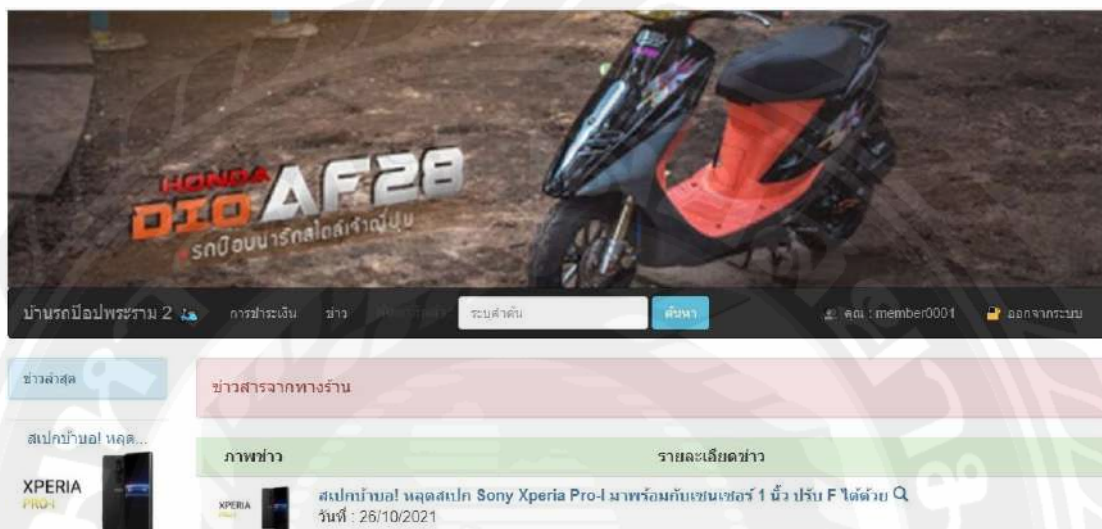 HONDA
DIO AF28
รถป๊อบน่ารักสไตล์เจ้าญี่ปุ่น
บ้านรถป๊อปพระราม 2 การชำระเงิน ข่าว ระบุคำค้น ค้นหา คุณ : member0001 ออกจากระบบ
ข่าวล่าสุด
ข่าวสารจากทางร้าน
สเปกบ้าบอ! หลุด...
ภาพข่าว รายละเอียดข่าว
XPERIA
PRO-I
XPERIA
สเปกบ้าบอ! หลุดสเปก Sony Xperia Pro-I มาพร้อมกับเซนเซอร์ 1 นิ้ว ปรับ F ได้ด้วย
วันที่ : 26/10/2021